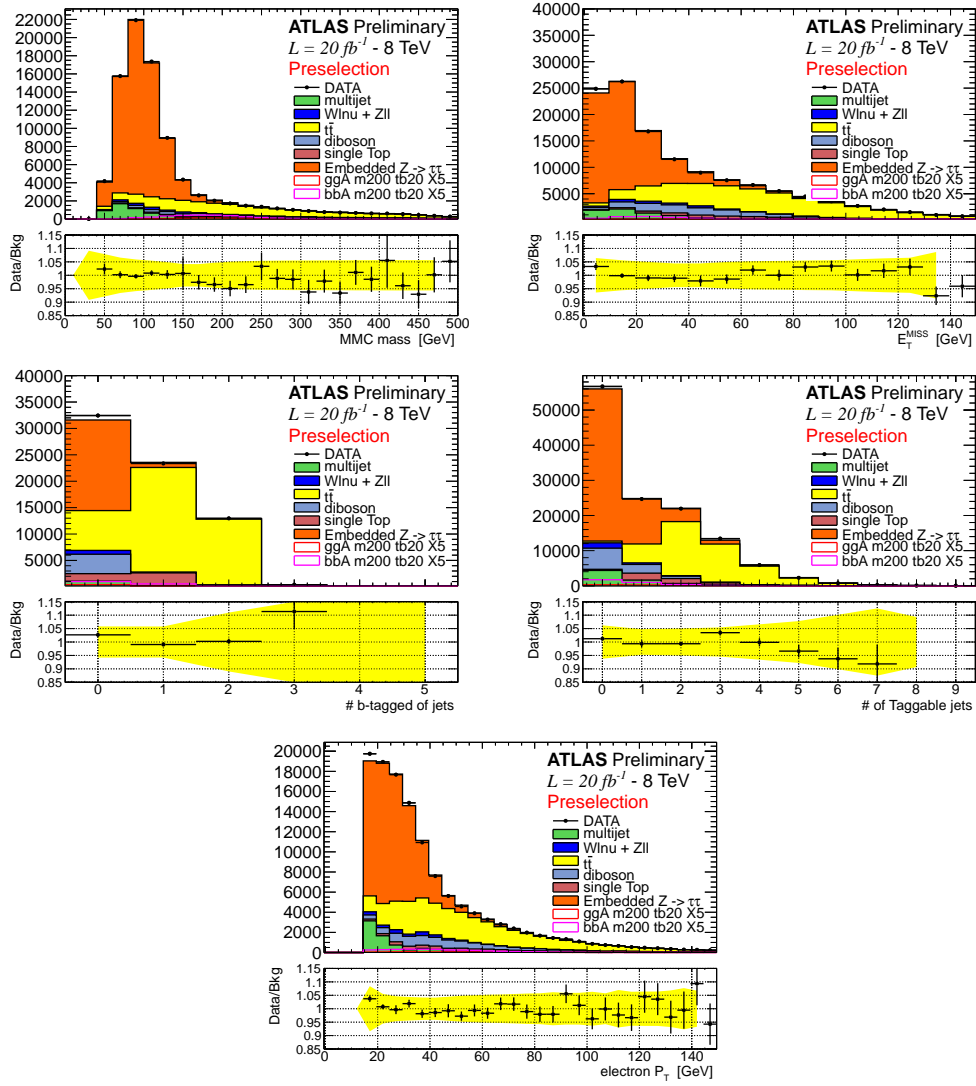 22000
20000
18000
16000
14000
12000
10000
8000
6000
4000
2000
0
ATLAS Preliminary
L = 20 fb⁻¹ - 8 TeV
Preselection
DATA
multijet
Wlnu + Zll
tt̄
diboson
single Top
Embedded Z -> ττ
ggA m200 tb20 X5
bbA m200 tb20 X5
Data/Bkg
1.15
1.1
1.05
1
0.95
0.9
0.85
0 50 100 150 200 250 300 350 400 450 500
MMC mass [GeV]
40000
35000
30000
25000
20000
15000
10000
5000
0
ATLAS Preliminary
L = 20 fb⁻¹ - 8 TeV
Preselection
DATA
multijet
Wlnu + Zll
tt̄
diboson
single Top
Embedded Z -> ττ
ggA m200 tb20 X5
bbA m200 tb20 X5
Data/Bkg
1.15
1.1
1.05
1
0.95
0.9
0.85
0 20 40 60 80 100 120 140
E_T^MISS [GeV]
40000
35000
30000
25000
20000
15000
10000
5000
0
ATLAS Preliminary
L = 20 fb⁻¹ - 8 TeV
Preselection
DATA
multijet
Wlnu + Zll
tt̄
diboson
single Top
Embedded Z -> ττ
ggA m200 tb20 X5
bbA m200 tb20 X5
Data/Bkg
1.15
1.1
1.05
1
0.95
0.9
0.85
0 1 2 3 4 5
# b-tagged of jets
50000
40000
30000
20000
10000
0
ATLAS Preliminary
L = 20 fb⁻¹ - 8 TeV
Preselection
DATA
multijet
Wlnu + Zll
tt̄
diboson
single Top
Embedded Z -> ττ
ggA m200 tb20 X5
bbA m200 tb20 X5
Data/Bkg
1.15
1.1
1.05
1
0.95
0.9
0.85
0 1 2 3 4 5 6 7 8 9
# of Taggable jets
20000
18000
16000
14000
12000
10000
8000
6000
4000
2000
0
ATLAS Preliminary
L = 20 fb⁻¹ - 8 TeV
Preselection
DATA
multijet
Wlnu + Zll
tt̄
diboson
single Top
Embedded Z -> ττ
ggA m200 tb20 X5
bbA m200 tb20 X5
Data/Bkg
1.15
1.1
1.05
1
0.95
0.9
0.85
0 20 40 60 80 100 120 140
electron P_T [GeV]